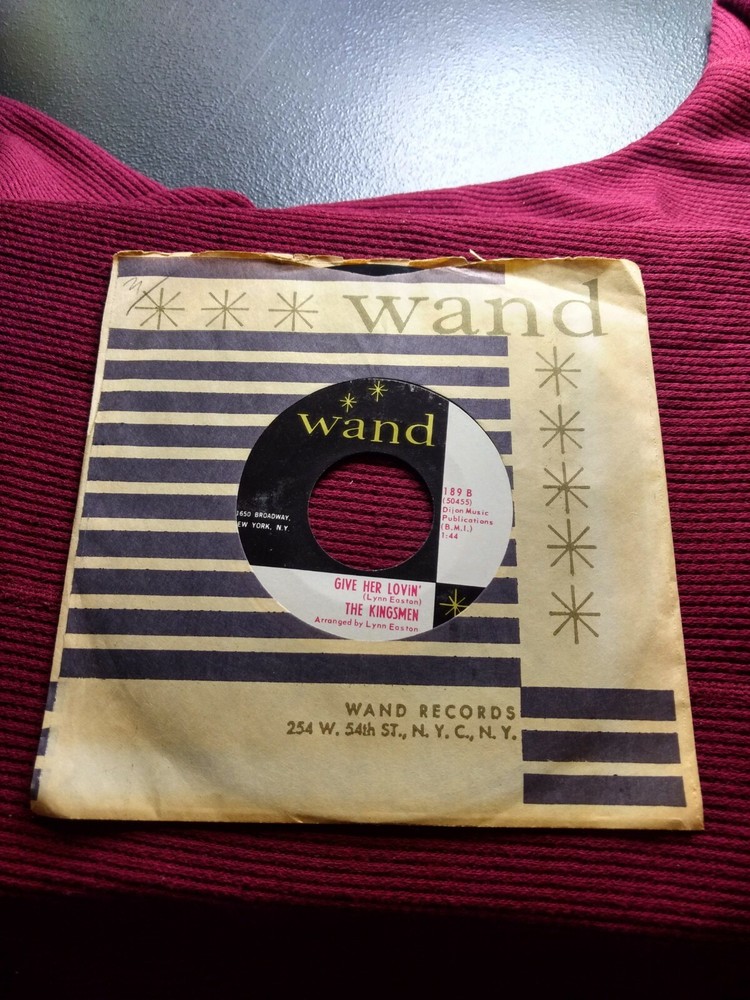 wand
wand
1650 BROADWAY,
EW YORK, N.Y.
189 B
(50455)
Dijon Music
Publications
(B.M.I.)
1:44
GIVE HER LOVIN'
(Lynn Easton)
THE KINGSMEN
Arranged by Lynn Easton
WAND RECORDS
254 W. 54th ST., N. Y. C., N. Y.